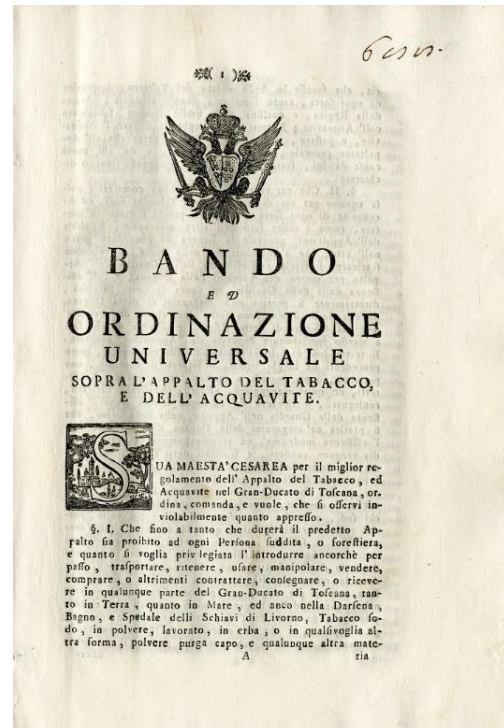 ( 1 )
BANDO
E D
ORDINAZIONE
UNIVERSALE
SOPRA L'APPALTO DEL TABACCO,
E DELL' ACQUAVITE.
SUA MAESTA' CESAREA per il miglior re-
golamento dell' Appalto del Tabacco, ed
Acquavite nel Gran-Ducato di Toscana, or-
dina, comanda, e vuole, che si osservi in-
violabilmente quanto appresso.
§. I. Che fino a tanto che durerà il predetto Ap-
palto sia proibito ad ogni Persona suddita, o forestiera,
e quanto si voglia privilegiata l' introdurre ancorchè per
passo, trasportare, ritenere, usare, manipolare, vendere,
comprare, o altrimenti contrattare, consegnare, o riceve-
re in qualunque parte del Gran-Ducato di Toscana, tan-
to in Terra, quanto in Mare, ed anco nella Darsena,
Bagno, e Spedale delli Schiavi di Livorno, Tabacco so-
do, in polvere, lavorato, in erba, o in qualsivoglia al-
tra forma, polvere purga capo, e qualunque altra mate-
A ria